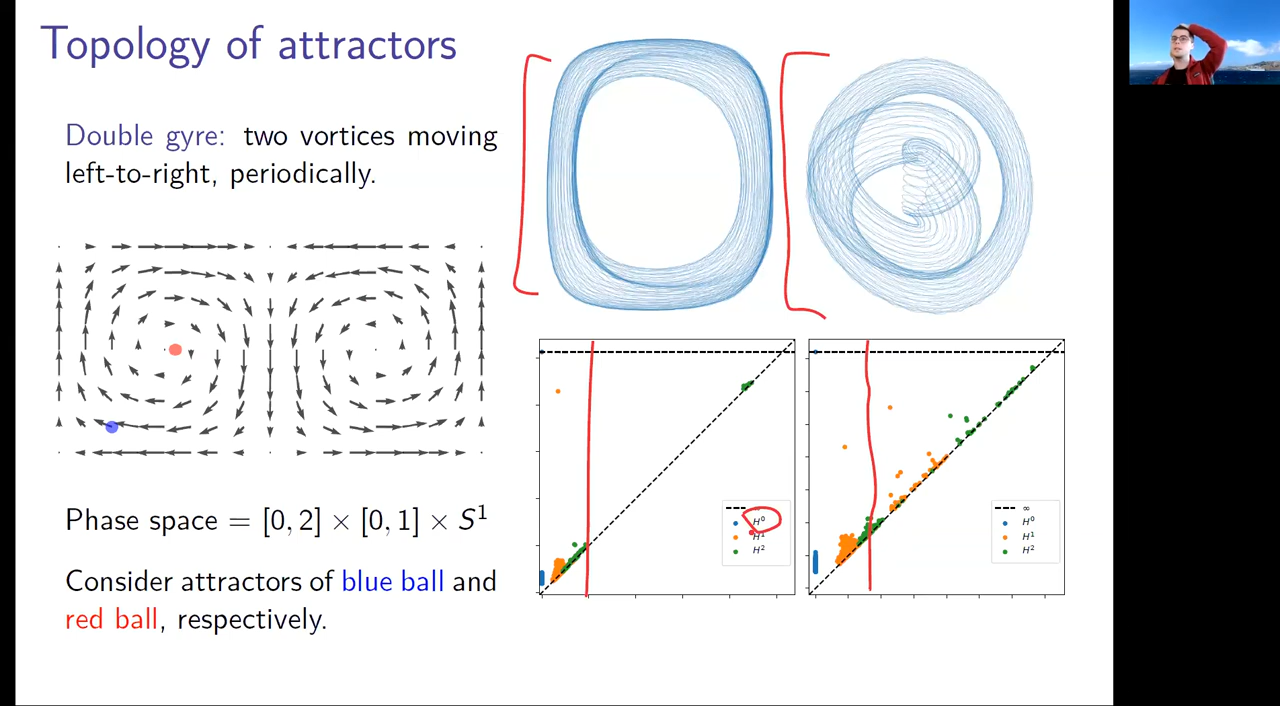 Topology of attractors
Double gyre: two vortices moving
left-to-right, periodically.
Phase space = [0, 2] × [0, 1] × S¹
Consider attractors of blue ball and
red ball, respectively.
∞
H⁰
H¹
H²
∞
H⁰
H¹
H²